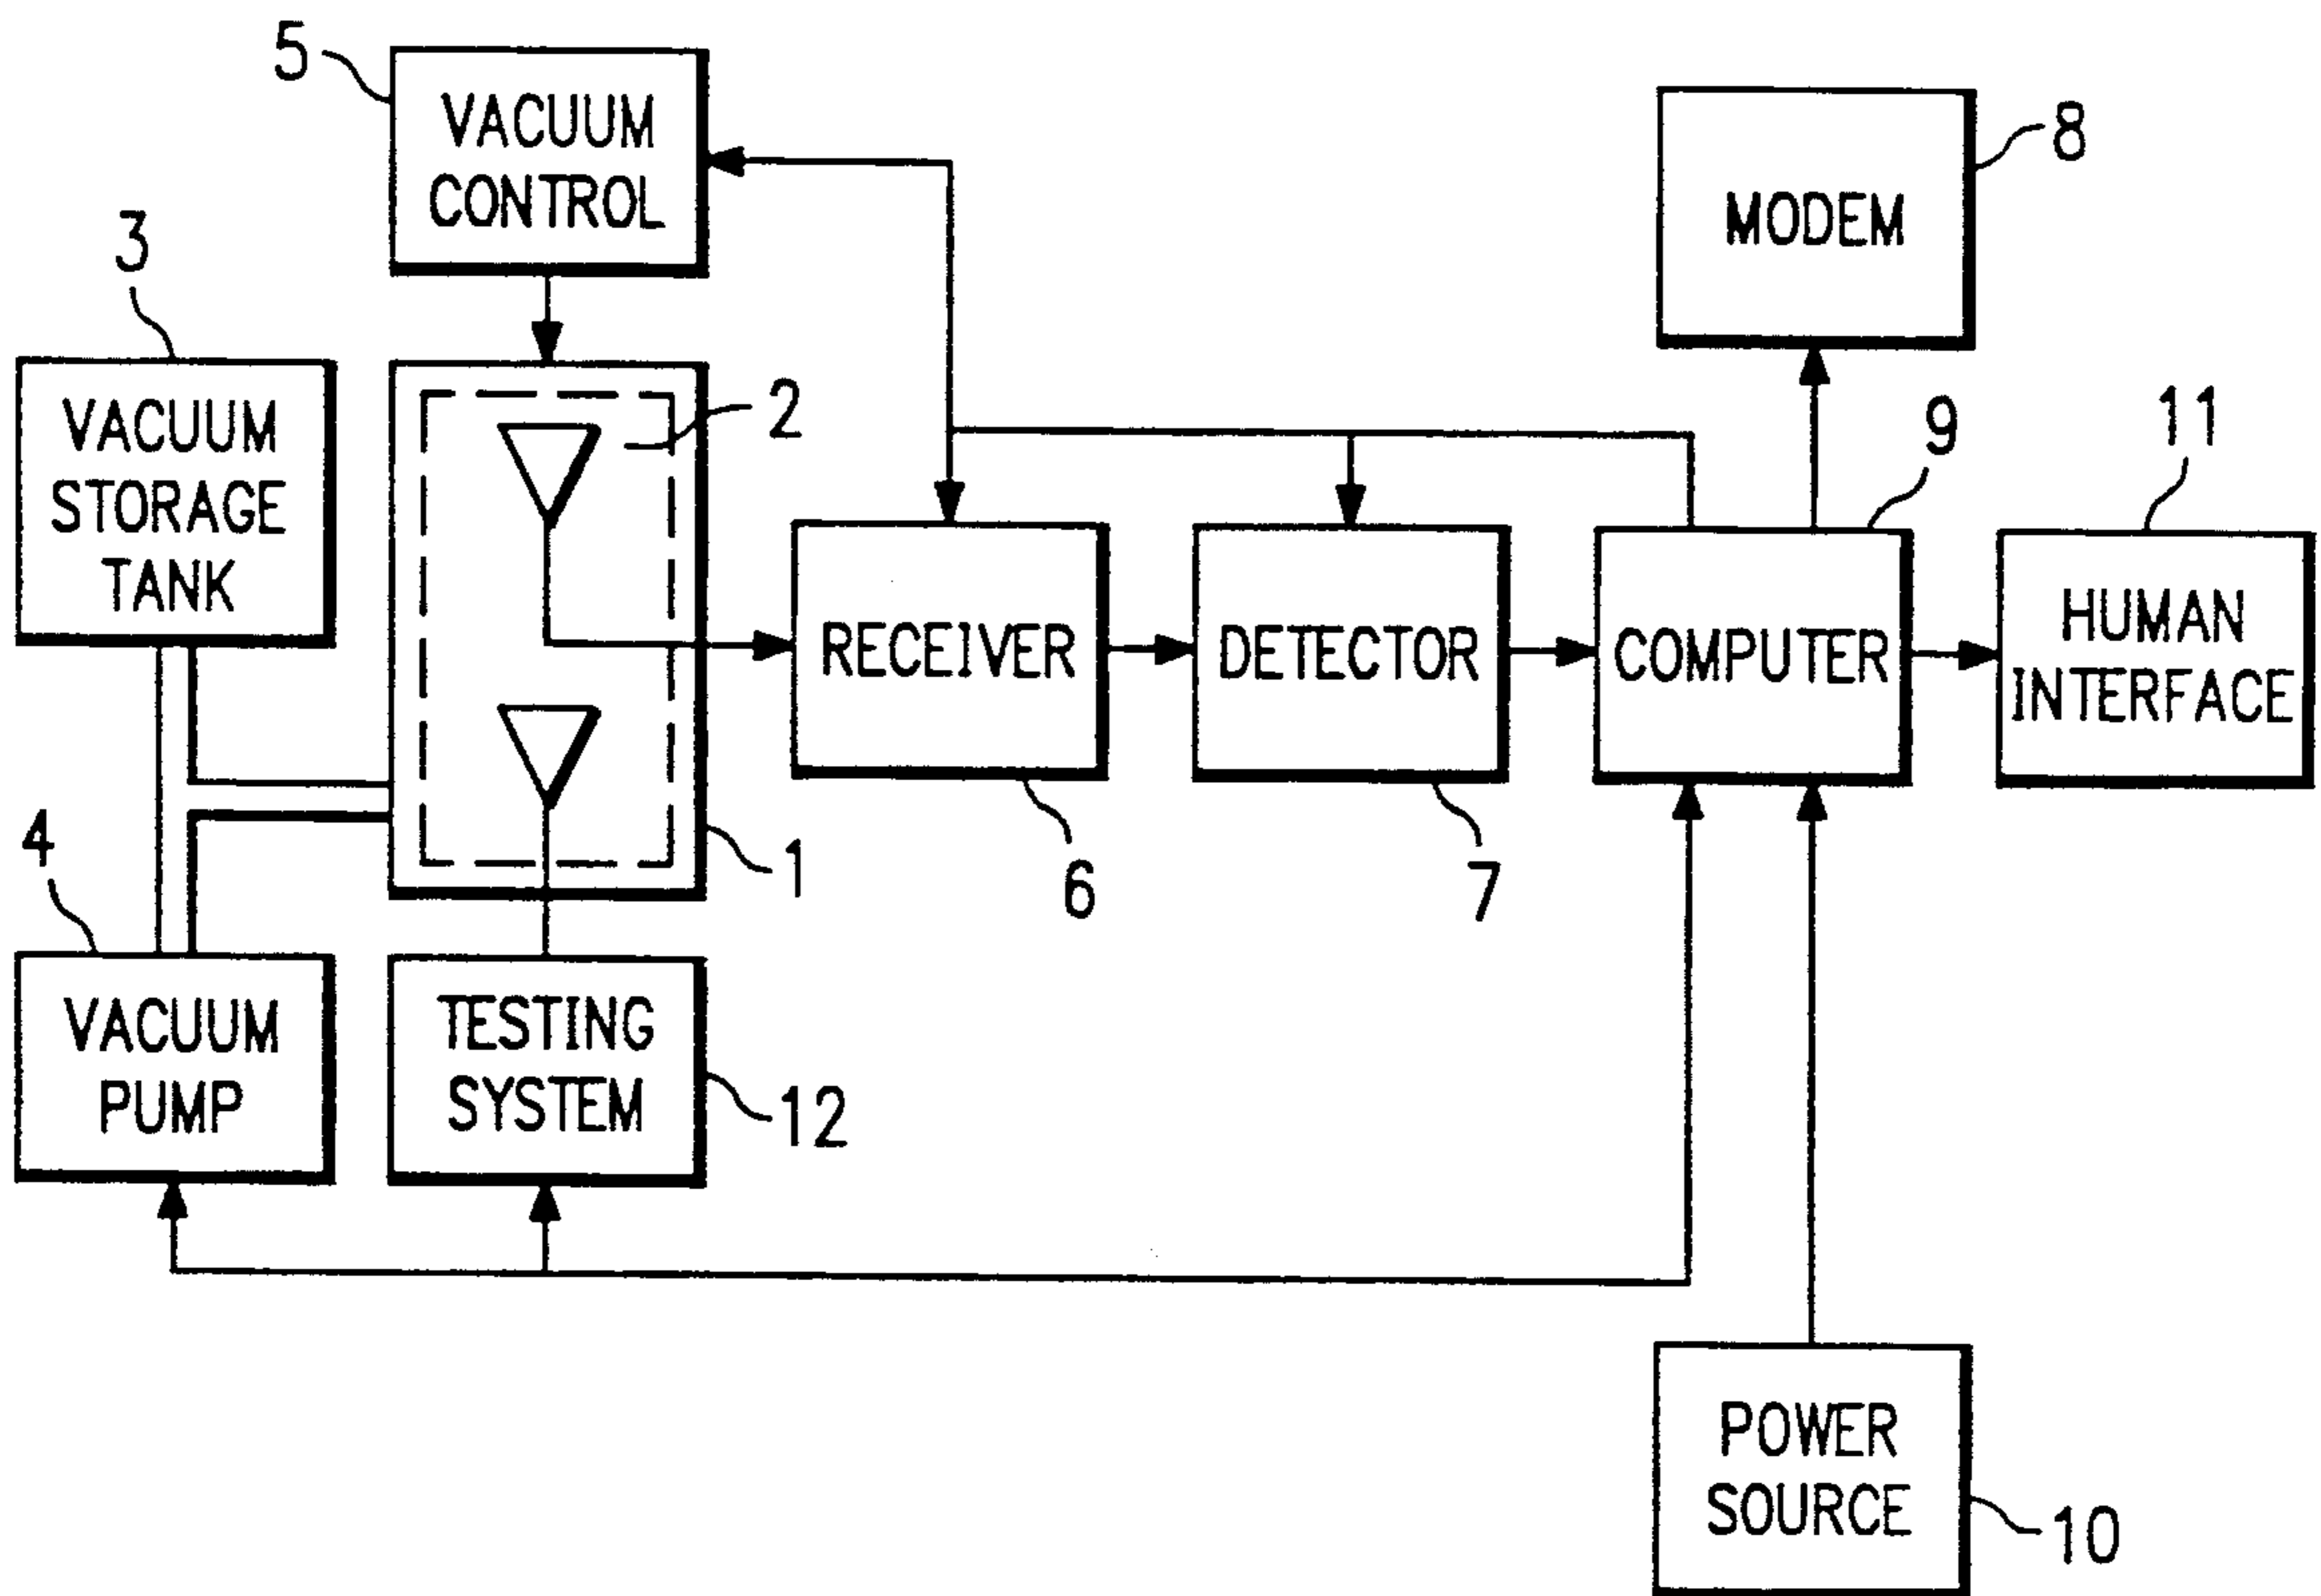 5
VACUUM
CONTROL
8
MODEM
3
VACUUM
STORAGE
TANK
2
9
11
RECEIVER
DETECTOR
COMPUTER
HUMAN
INTERFACE
4
1
6
7
VACUUM
PUMP
TESTING
SYSTEM
12
POWER
SOURCE
10